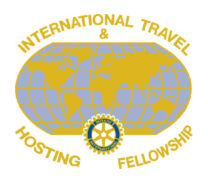 INTERNATIONAL TRAVEL
&
HOSTING FELLOWSHIP